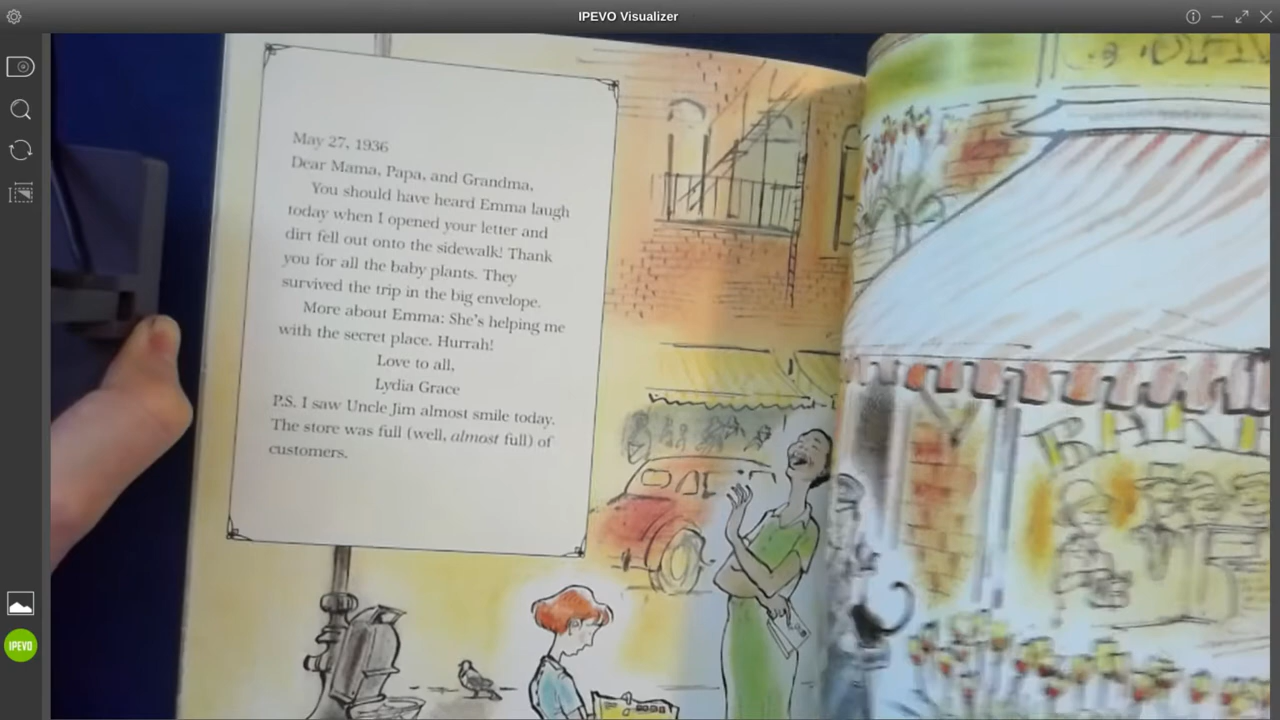 IPEVO Visualizer
May 27, 1936
Dear Mama, Papa, and Grandma,
You should have heard Emma laugh
today when I opened your letter and
dirt fell out onto the sidewalk! Thank
you for all the baby plants. They
survived the trip in the big envelope.
More about Emma: She's helping me
with the secret place. Hurrah!
Love to all,
Lydia Grace
P.S. I saw Uncle Jim almost smile today.
The store was full (well, almost full) of
customers.
IPEVO